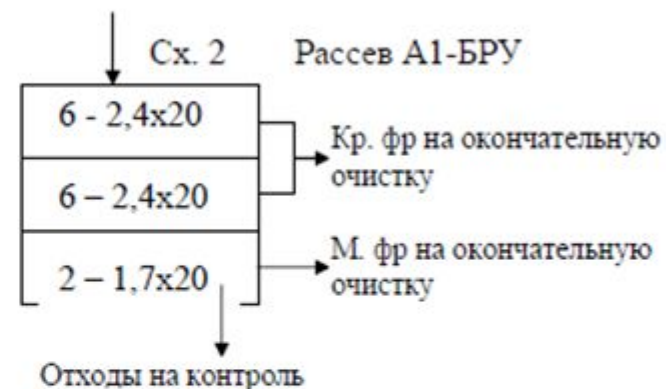 Сх. 2 Рассев А1-БРУ
6 - 2,4х20
Кр. фр на окончательную
очистку
6 – 2,4х20
М. фр на окончательную
очистку
2 – 1,7х20
Отходы на контроль